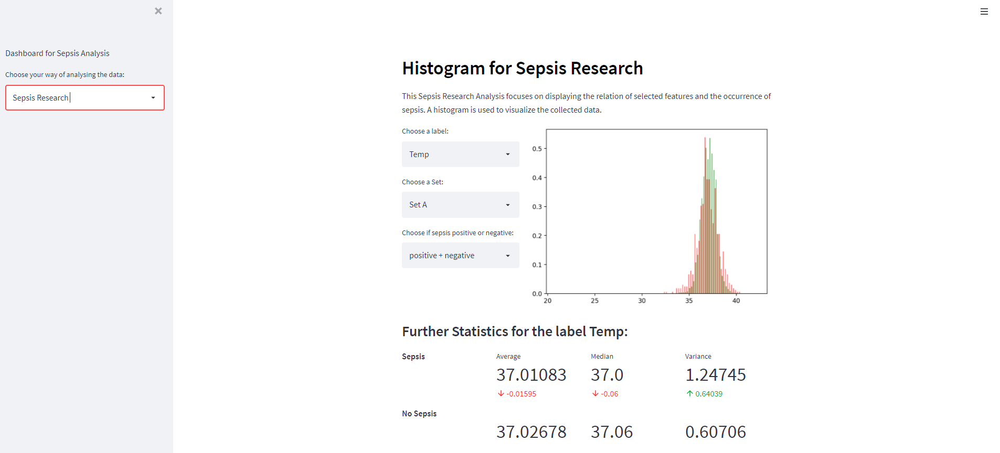 Dashboard for Sepsis Analysis
Choose your way of analysing the data:
Sepsis Research
Histogram for Sepsis Research
This Sepsis Research Analysis focuses on displaying the relation of selected features and the occurrence of
sepsis. A histogram is used to visualize the collected data.
Choose a label:
Temp
Choose a Set:
Set A
Choose if sepsis positive or negative:
positive + negative
0.5
0.4
0.3
0.2
0.1
0.0
20 25 30 35 40
Further Statistics for the label Temp:
Sepsis Average Median Variance
37.01083 37.0 1.24745
-0.01595 -0.06 0.64039
No Sepsis
37.02678 37.06 0.60706